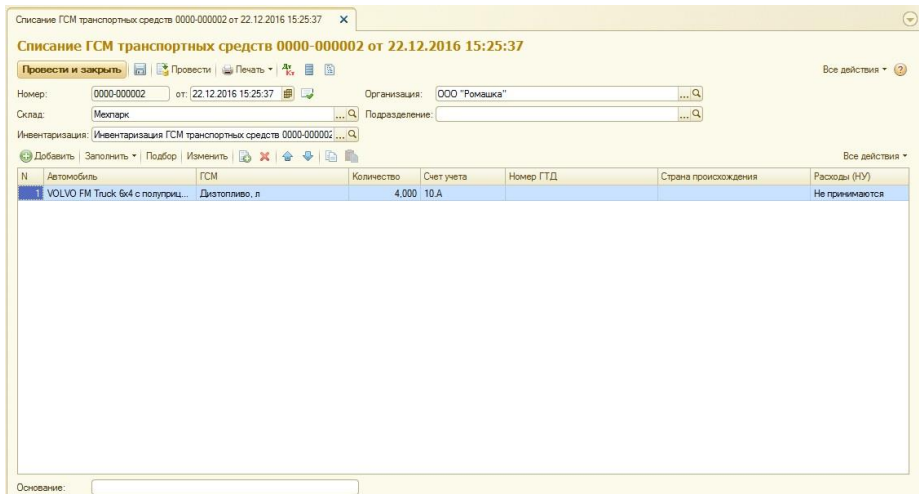 Списание ГСМ транспортных средств 0000-000002 от 22.12.2016 15:25:37
Списание ГСМ транспортных средств 0000-000002 от 22.12.2016 15:25:37
Провести и закрыть Провести Печать Дт Кт Все действия
Номер: 0000-000002 от: 22.12.2016 15:25:37 Организация: ООО "Ромашка" ...
Склад: Мехпарк ... Подразделение: ...
Инвентаризация: Инвентаризация ГСМ транспортных средств 0000-000002 ...
Добавить Заполнить Подбор Изменить Все действия
N Автомобиль ГСМ Количество Счет учета Номер ГТД Страна происхождения Расходы (НУ)
1 VOLVO FM Truck 6x4 с полуприц... Дизтопливо, л 4,000 10.А Не принимаются
Основание: